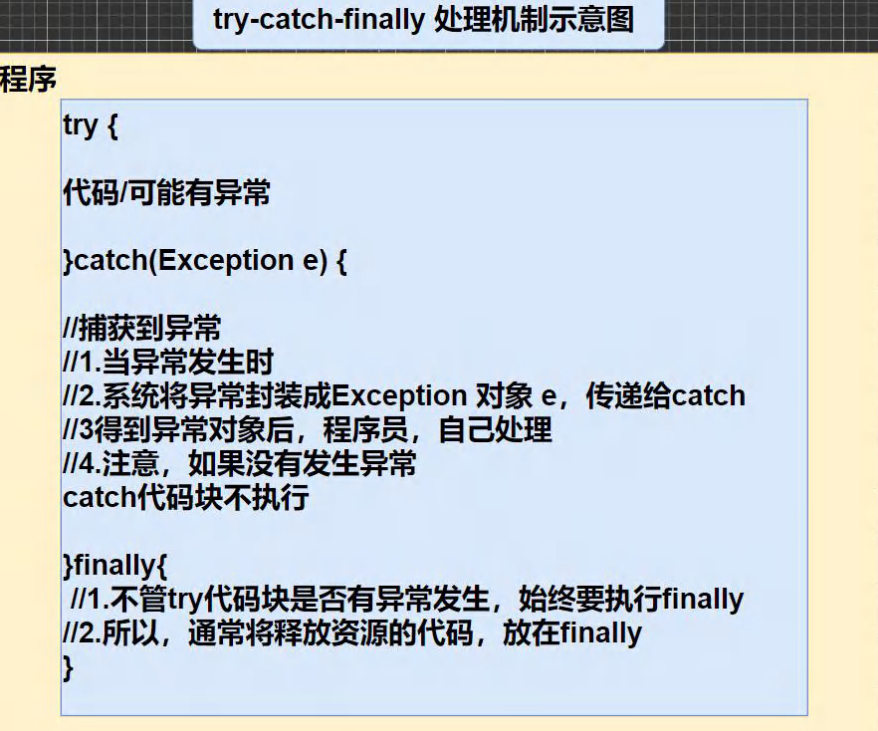 try-catch-finally 处理机制示意图
程序
try {
代码/可能有异常
}catch(Exception e) {
//捕获到异常
//1.当异常发生时
//2.系统将异常封装成Exception 对象 e，传递给catch
//3得到异常对象后，程序员，自己处理
//4.注意，如果没有发生异常
catch代码块不执行
}finally{
//1.不管try代码块是否有异常发生，始终要执行finally
//2.所以，通常将释放资源的代码，放在finally
}